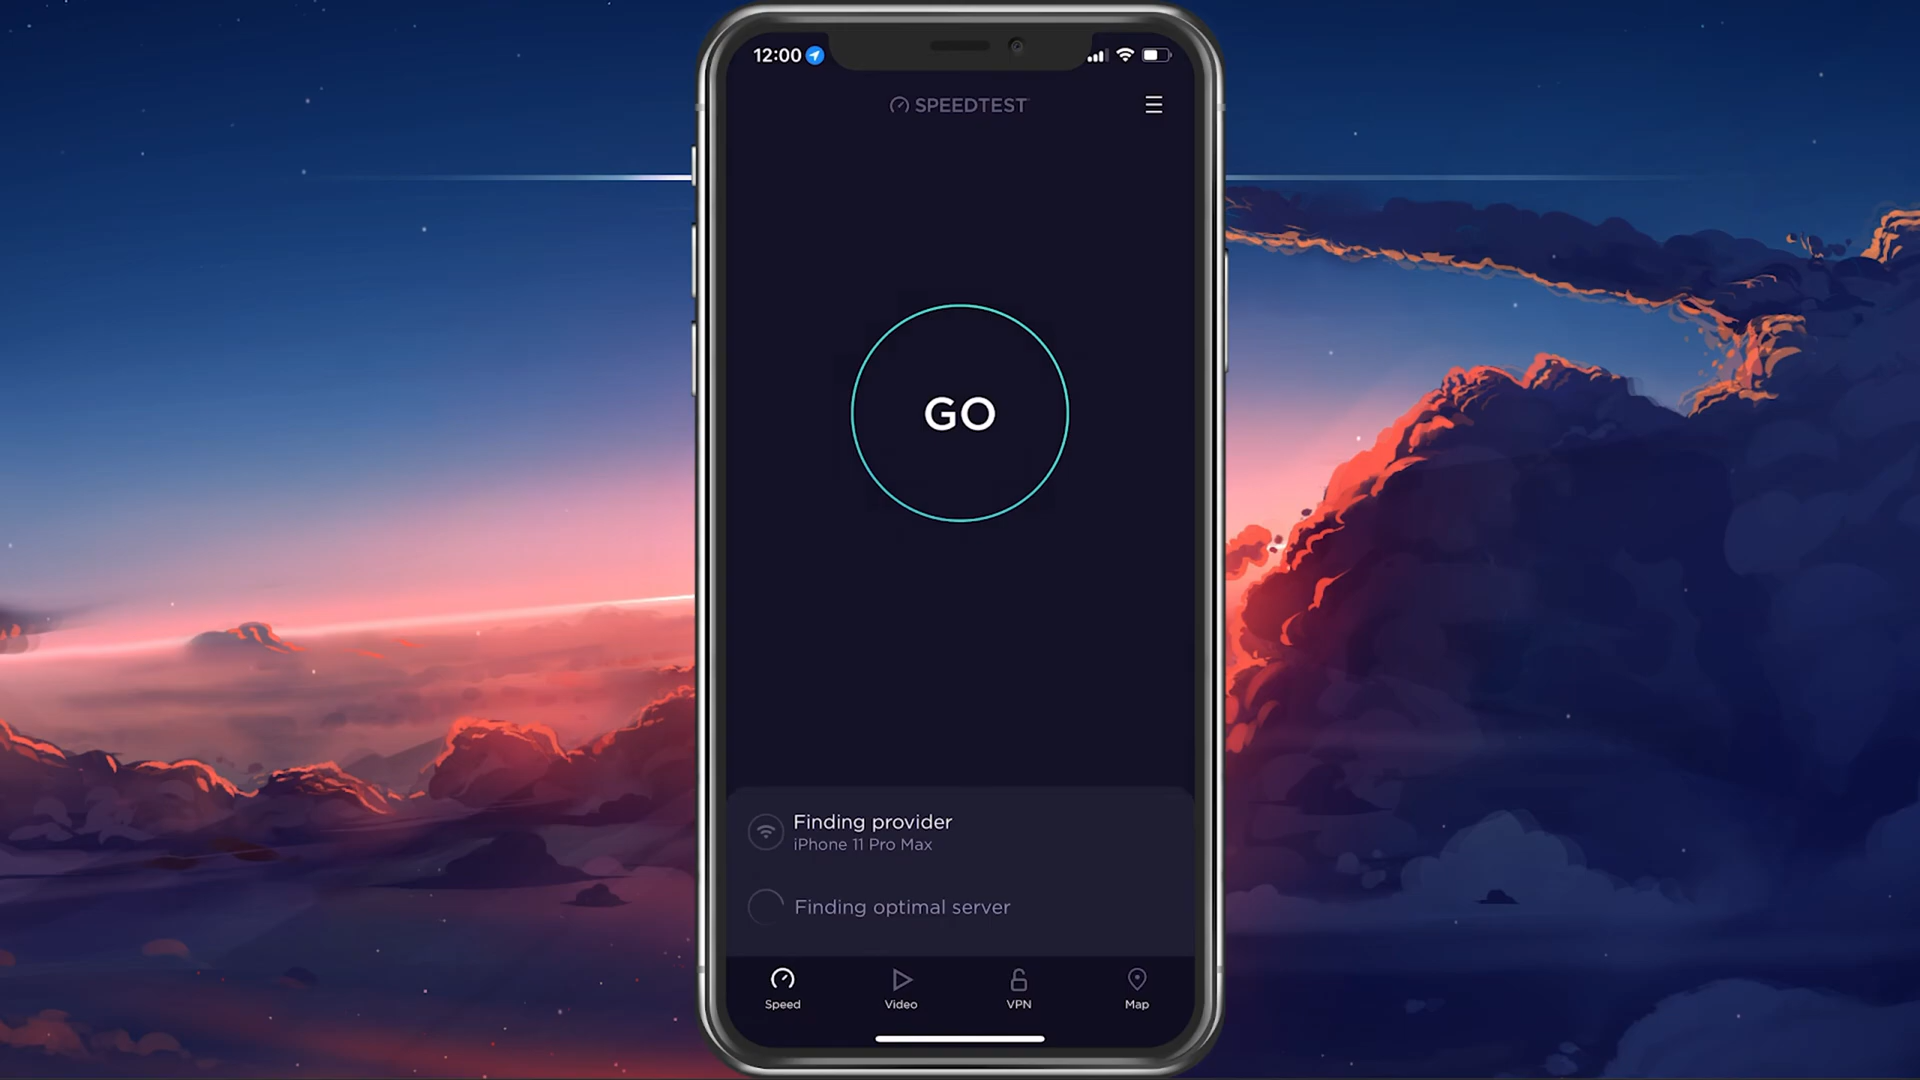 12:00
SPEEDTEST
GO
Finding provider
iPhone 11 Pro Max
Finding optimal server
Speed
Video
VPN
Map